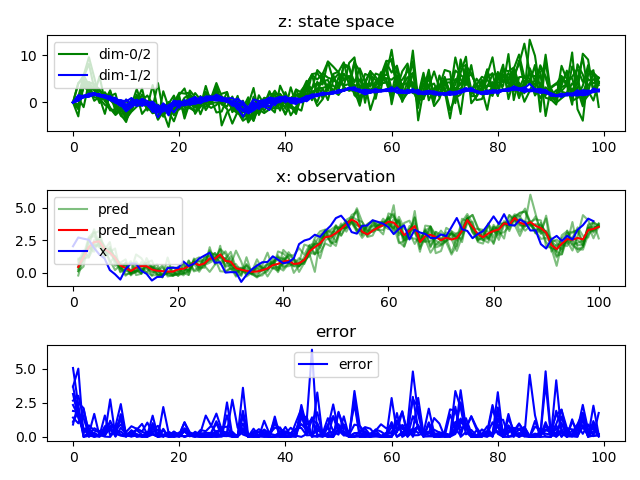 z: state space
10
0
dim-0/2
dim-1/2
0 20 40 60 80 100
x: observation
5.0
2.5
0.0
pred
pred_mean
x
0 20 40 60 80 100
error
5.0
2.5
0.0
error
0 20 40 60 80 100